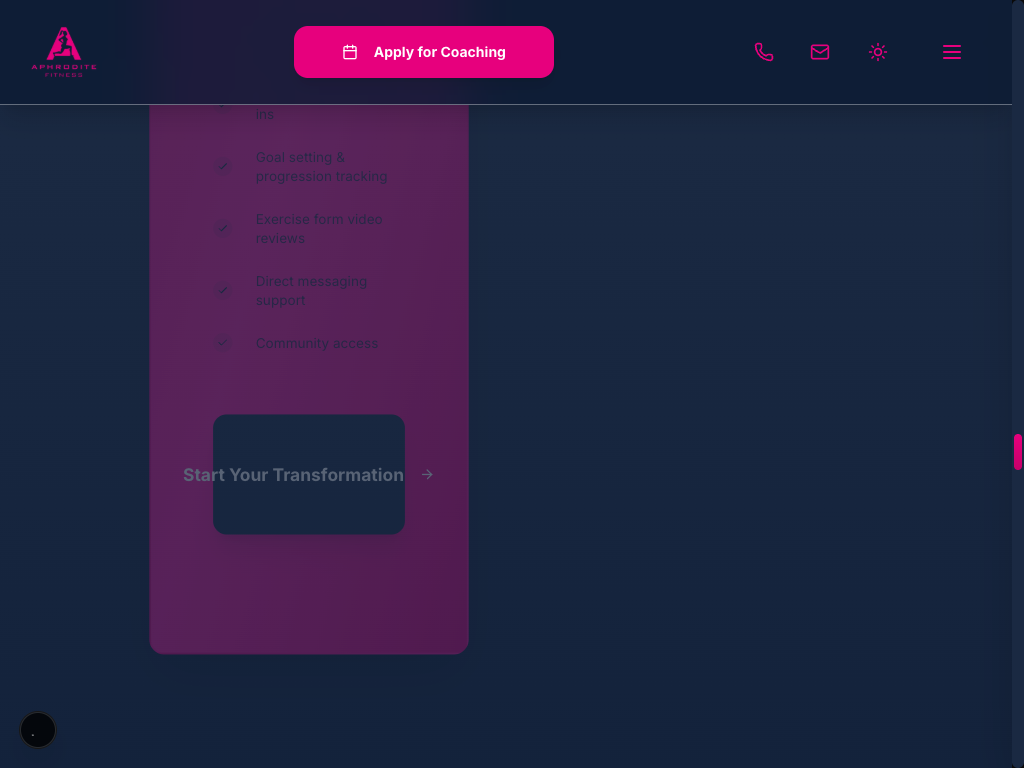 APHRODITE
FITNESS
Apply for Coaching
ins
Goal setting &
progression tracking
Exercise form video
reviews
Direct messaging
support
Community access
Start Your Transformation